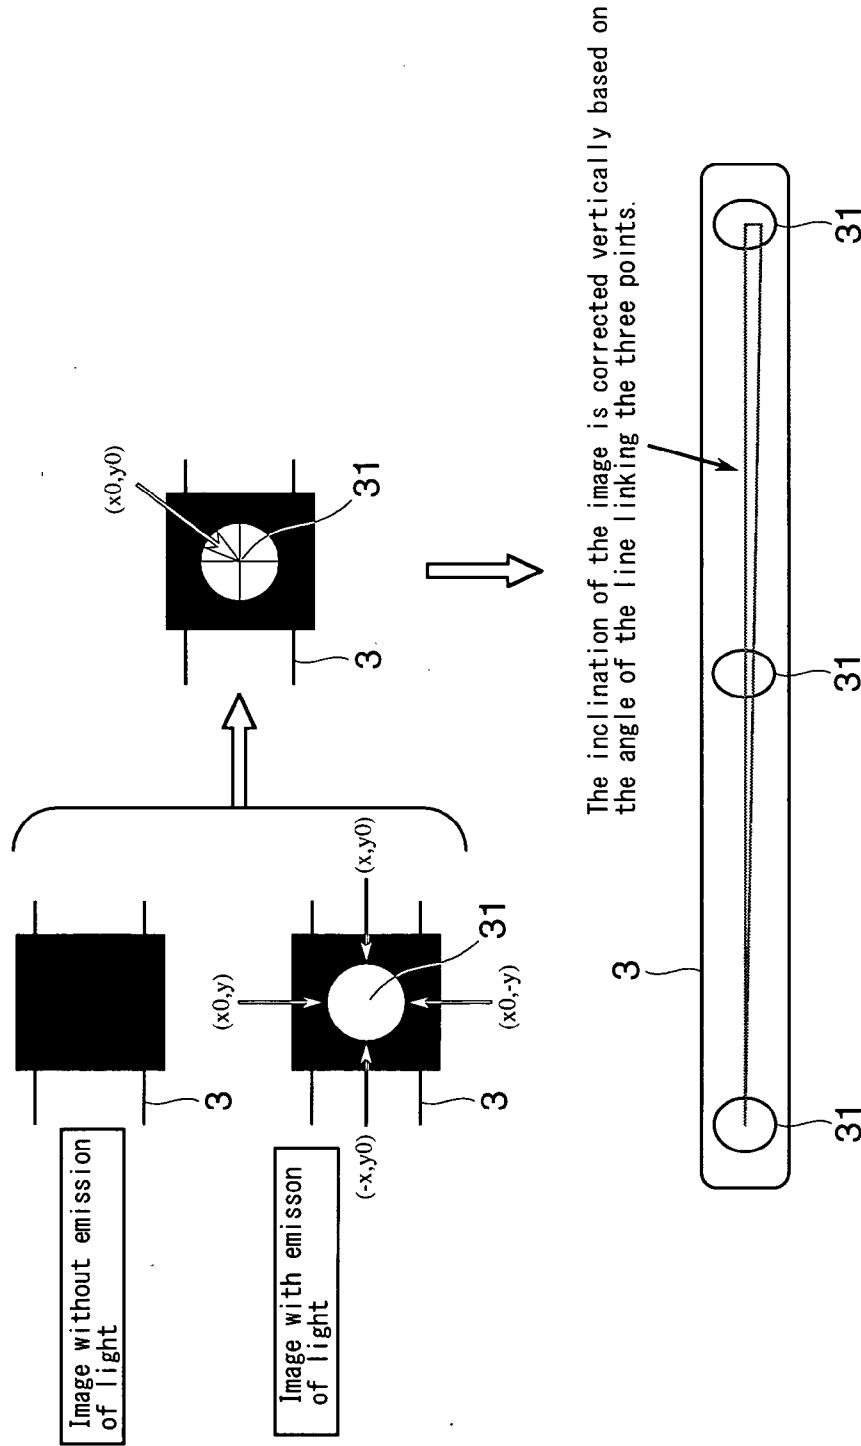 Image without emission
of light
3
Image with emisson
of light
(x0,y)
(-x,y0)
(x,y0)
(x0,-y)
31
3
(x0,y0)
31
3
The inclination of the image is corrected vertically based on
the angle of the line linking the three points.
3
31
31
31